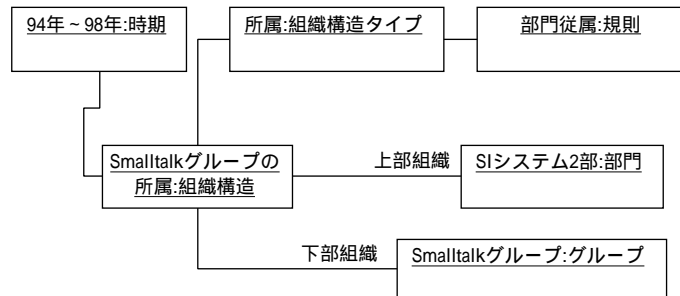 94年~98年:時期
所属:組織構造タイプ
部門従属:規則
Smalltalkグループの
所属:組織構造
上部組織
SIシステム2部:部門
下部組織
Smalltalkグループ:グループ